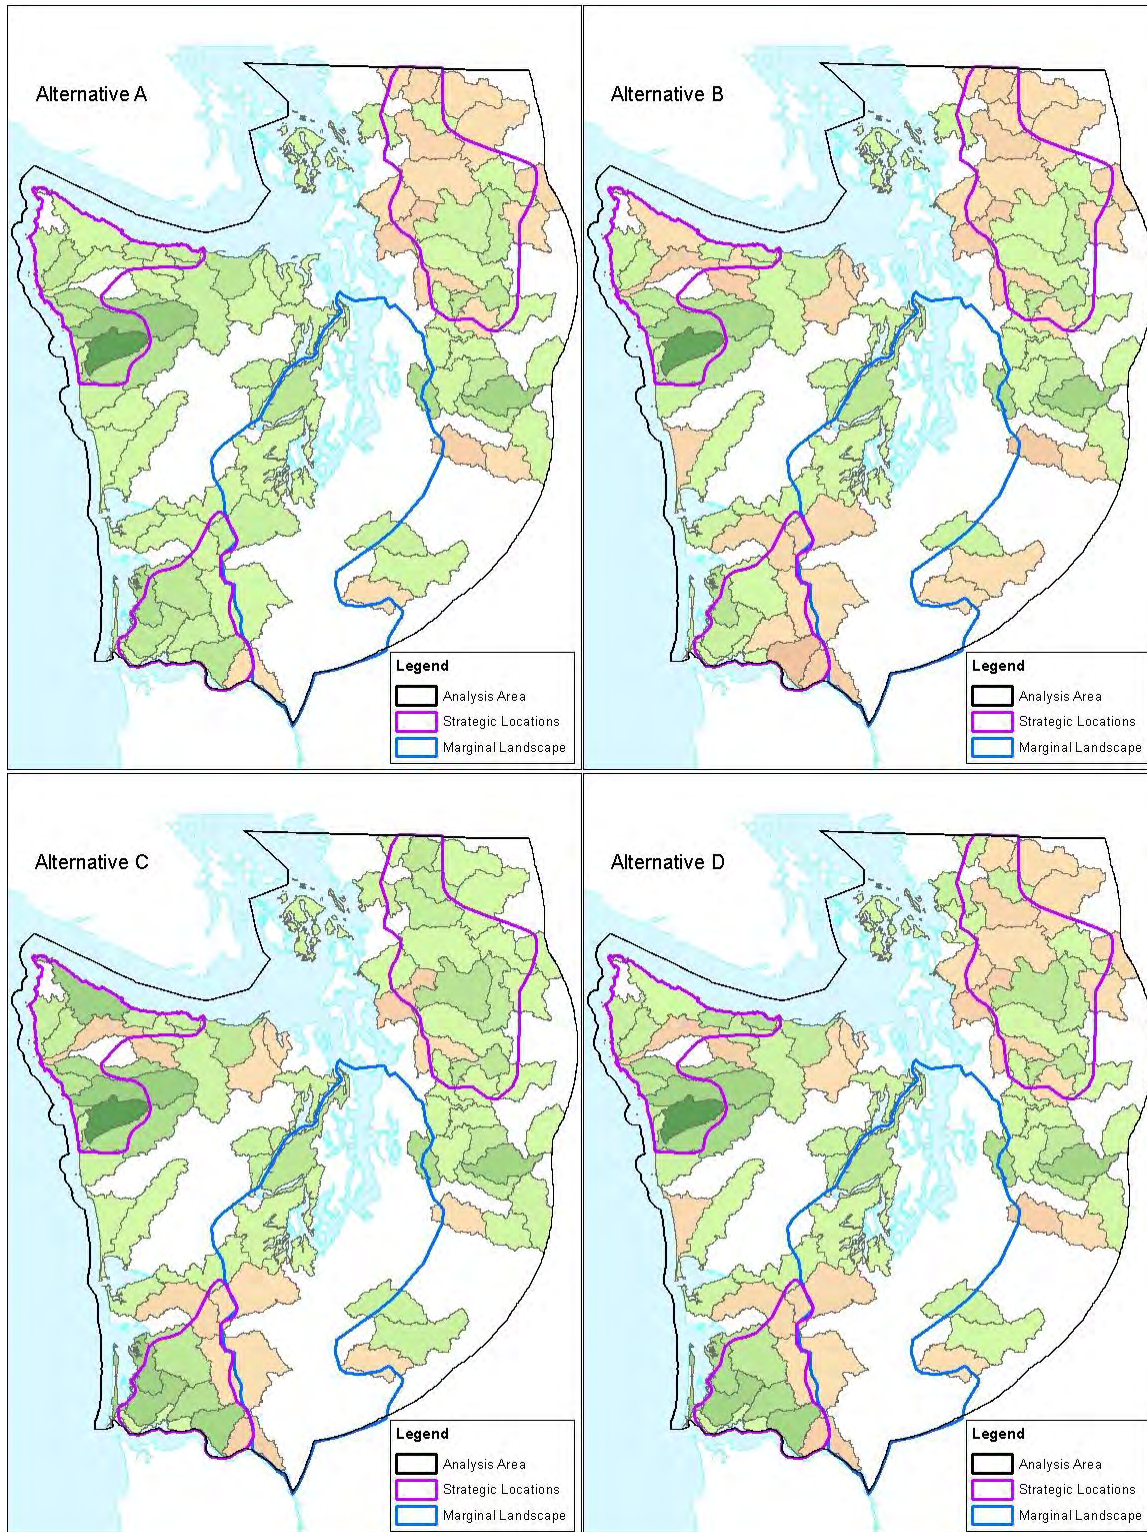 Alternative A
Legend
Analysis Area
Strategic Locations
Marginal Landscape
Alternative B
Legend
Analysis Area
Strategic Locations
Marginal Landscape
Alternative C
Legend
Analysis Area
Strategic Locations
Marginal Landscape
Alternative D
Legend
Analysis Area
Strategic Locations
Marginal Landscape